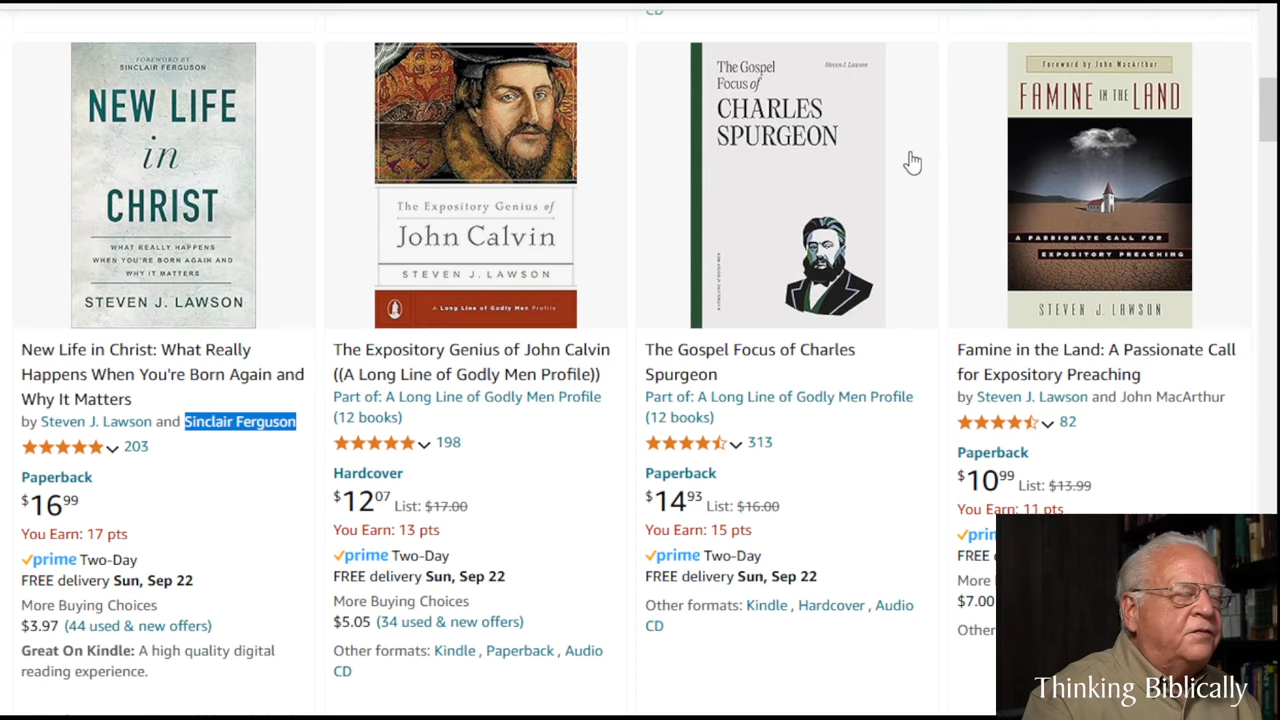 CD
FOREWORD BY
SINCLAIR FERGUSON
NEW LIFE
in
CHRIST
WHAT REALLY HAPPENS
WHEN YOU'RE BORN AGAIN AND
WHY IT MATTERS
STEVEN J. LAWSON
New Life in Christ: What Really
Happens When You're Born Again and
Why It Matters
by Steven J. Lawson and Sinclair Ferguson
203
Paperback
$16 99
You Earn: 17 pts
prime Two-Day
FREE delivery Sun, Sep 22
More Buying Choices
$3.97 (44 used & new offers)
Great On Kindle: A high quality digital
reading experience.
The Expository Genius of
John Calvin
STEVEN J. LAWSON
A Long Line of Godly Men Profile
The Expository Genius of John Calvin
((A Long Line of Godly Men Profile))
Part of: A Long Line of Godly Men Profile
(12 books)
198
Hardcover
$12 07 List: $17.00
You Earn: 13 pts
prime Two-Day
FREE delivery Sun, Sep 22
More Buying Choices
$5.05 (34 used & new offers)
Other formats: Kindle , Paperback , Audio
CD
The Gospel
Focus of
Steven J. Lawson
CHARLES
SPURGEON
The Gospel Focus of Charles
Spurgeon
Part of: A Long Line of Godly Men Profile
(12 books)
313
Paperback
$14 93 List: $16.00
You Earn: 15 pts
prime Two-Day
FREE delivery Sun, Sep 22
Other formats: Kindle , Hardcover , Audio
CD
Foreword by John MacArthur
FAMINE IN THE LAND
A PASSIONATE CALL FOR
EXPOSITORY PREACHING
STEVEN J. LAWSON
Famine in the Land: A Passionate Call
for Expository Preaching
by Steven J. Lawson and John MacArthur
82
Paperback
$10 99 List: $13.99
You Earn: 11 pts
prin
FREE
More
$7.00
Other
Thinking Biblically